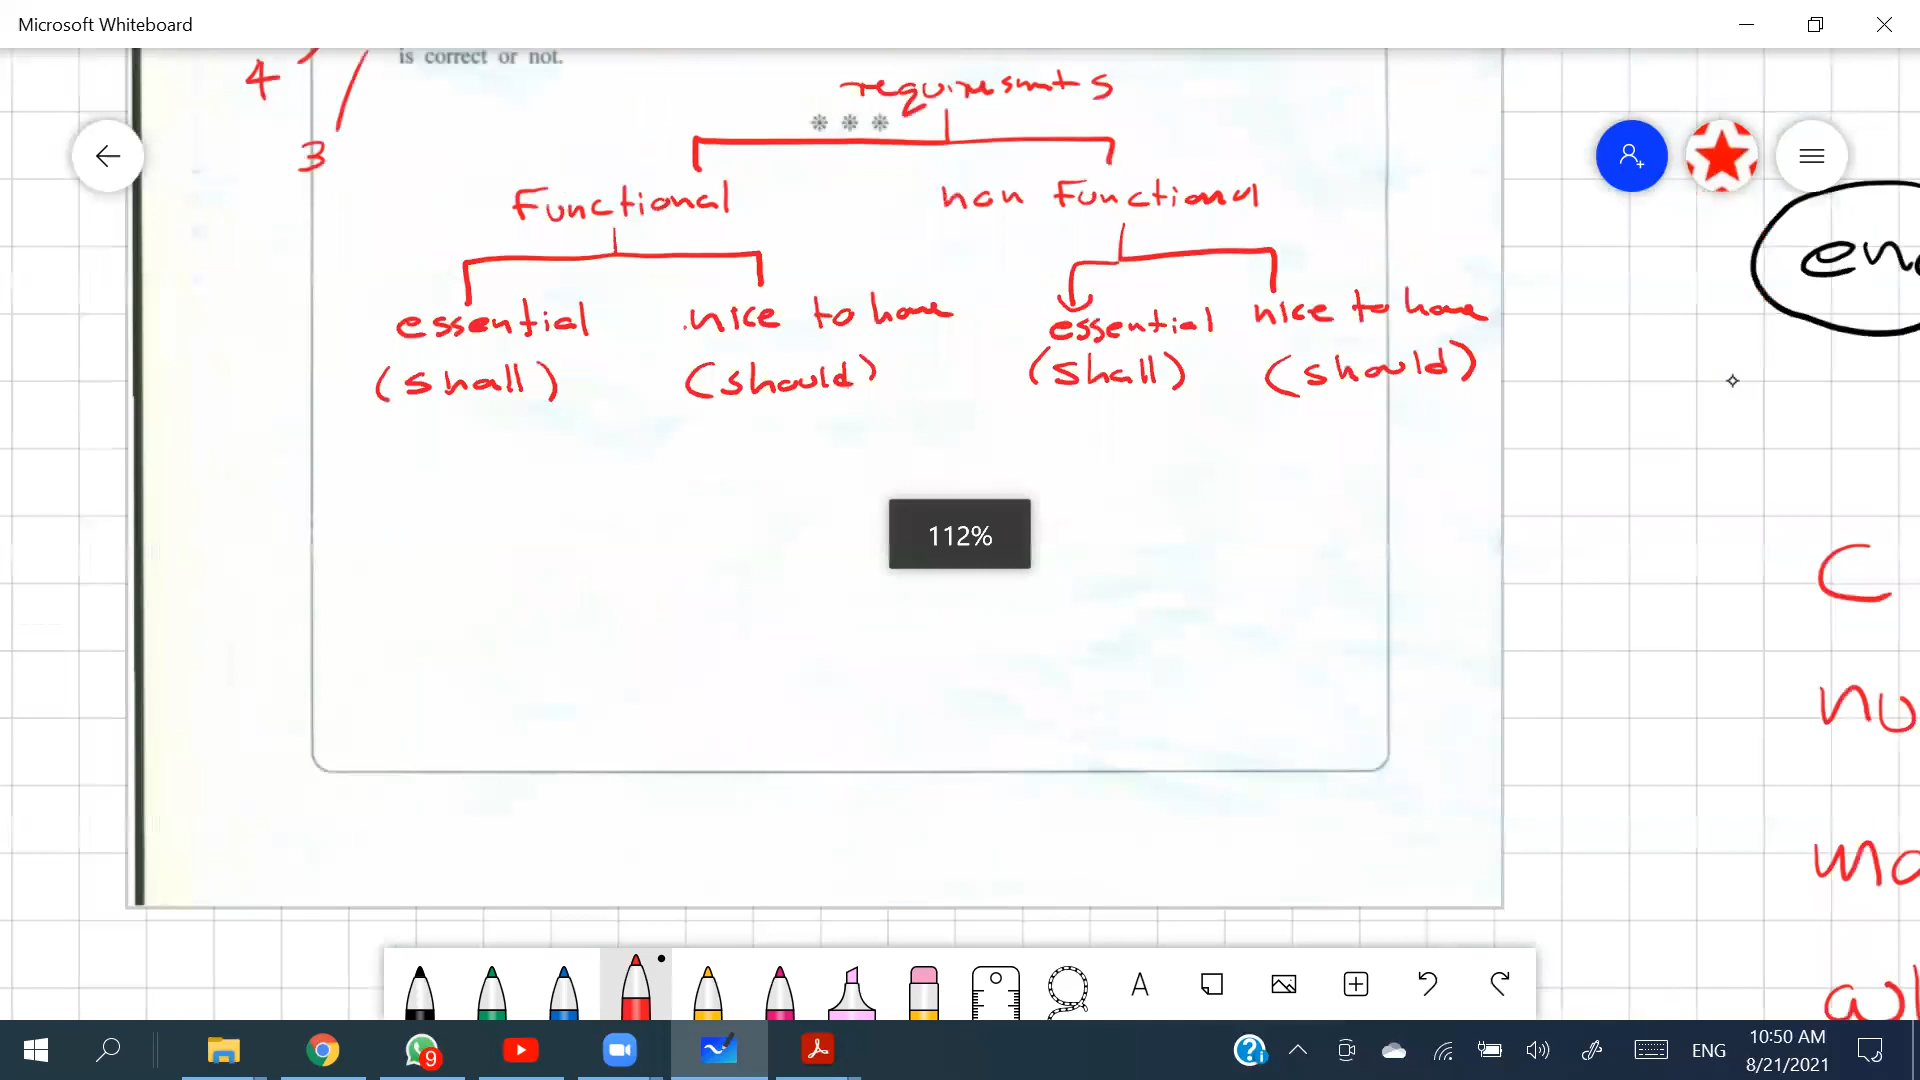 Microsoft Whiteboard
is correct or not.
4
3
requiresmts
Functional
non Functional
essential
nice to have
essential
nice to have
(shall)
(should)
(shall)
(should)
112%
C
A
9
ENG
10:50 AM
8/21/2021